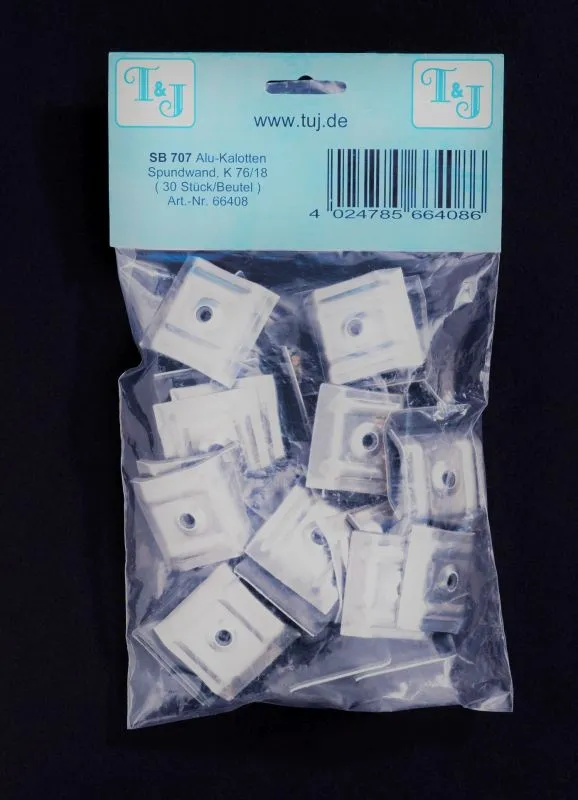 T&J
T&J
www.tuj.de
SB 707 Alu-Kalotten
Spundwand, K 76/18
( 30 Stück/Beutel )
Art.-Nr. 66408
4 024785 664086